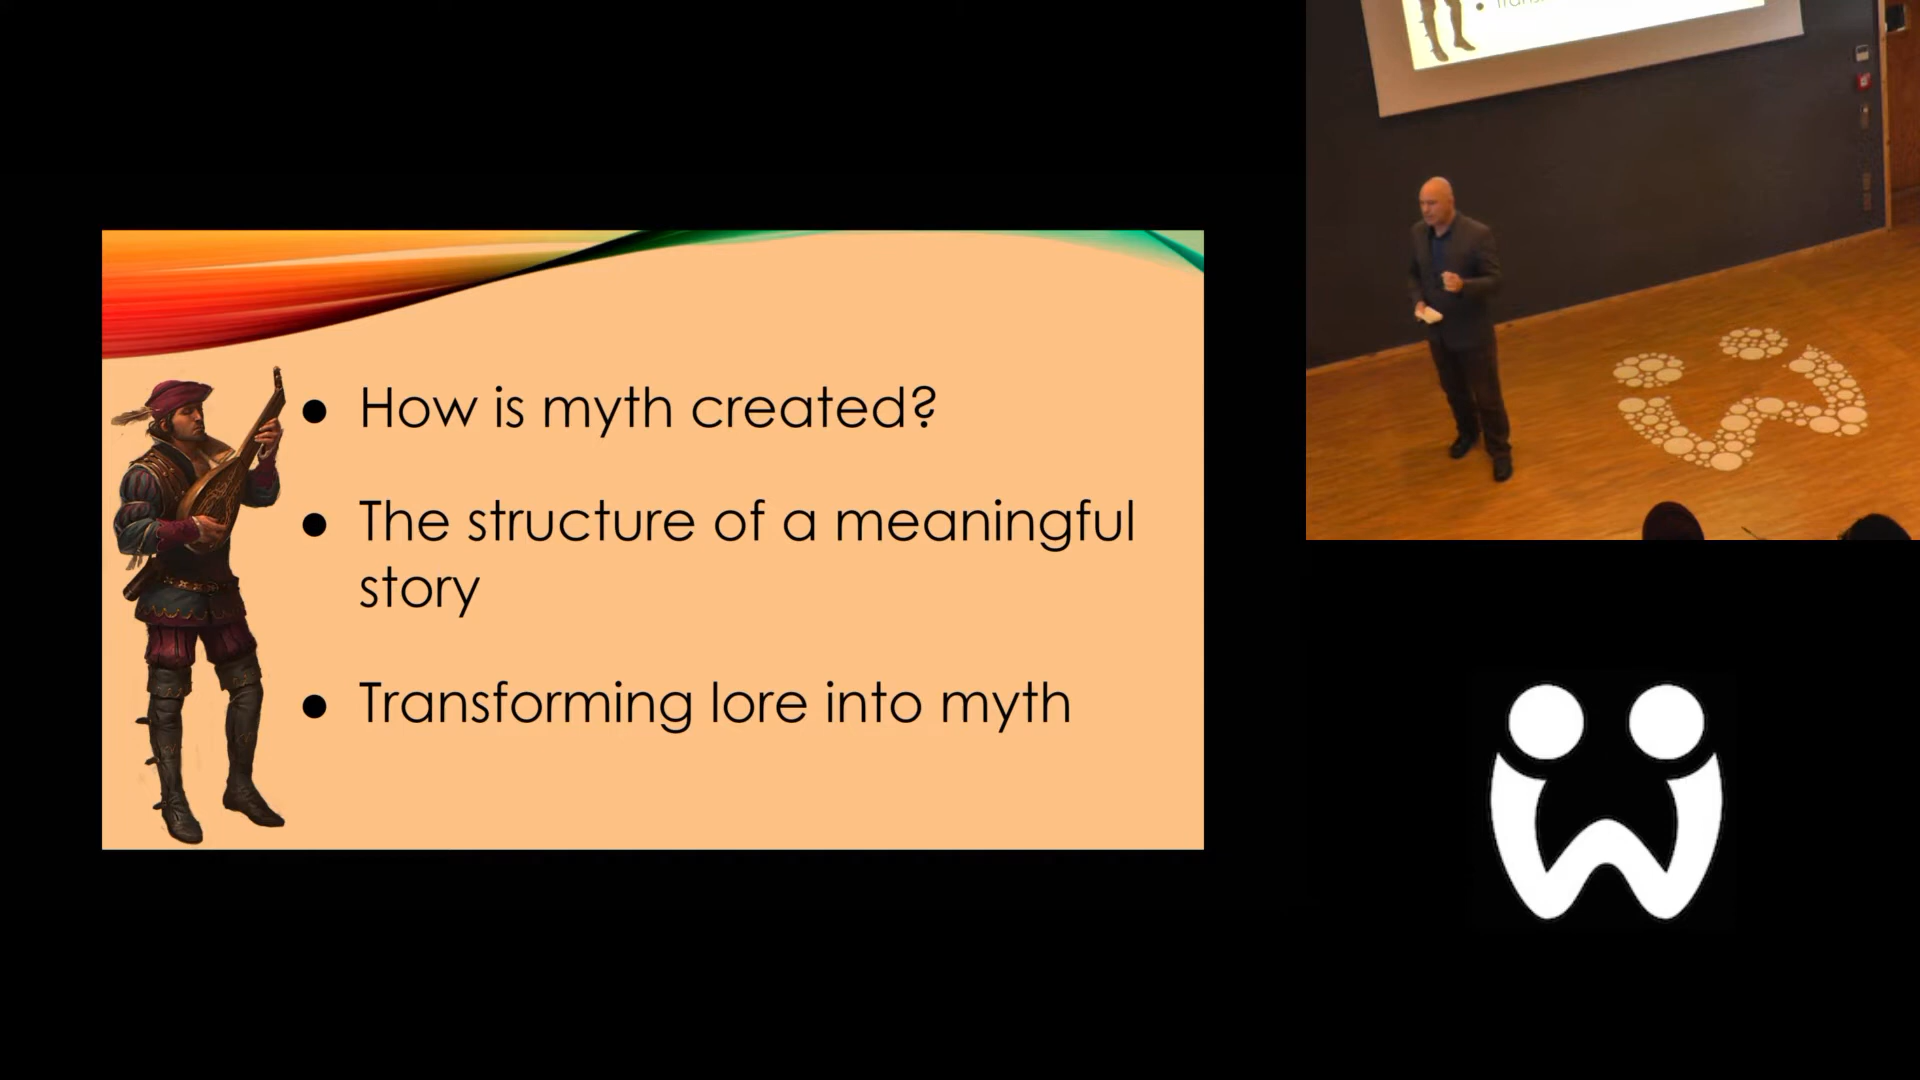 ● How is myth created?
● The structure of a meaningful
story
● Transforming lore into myth